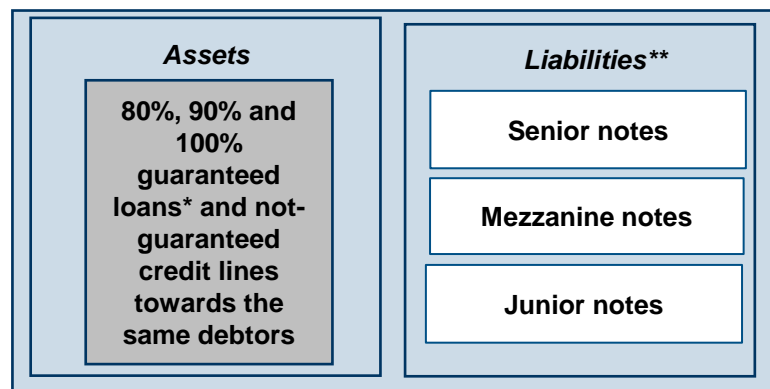 Assets
80%, 90% and
100%
guaranteed
loans* and not-
guaranteed
credit lines
towards the
same debtors
Liabilities**
Senior notes
Mezzanine notes
Junior notes